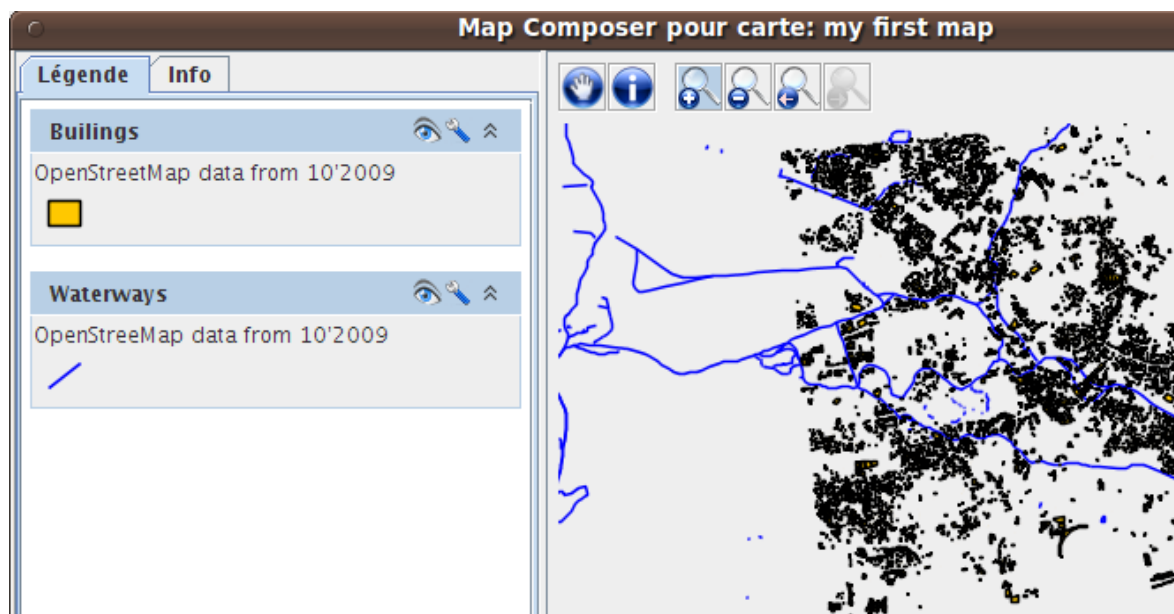 Map Composer pour carte: my first map
Légende Info
Builings
OpenStreetMap data from 10'2009
Waterways
OpenStreeMap data from 10'2009